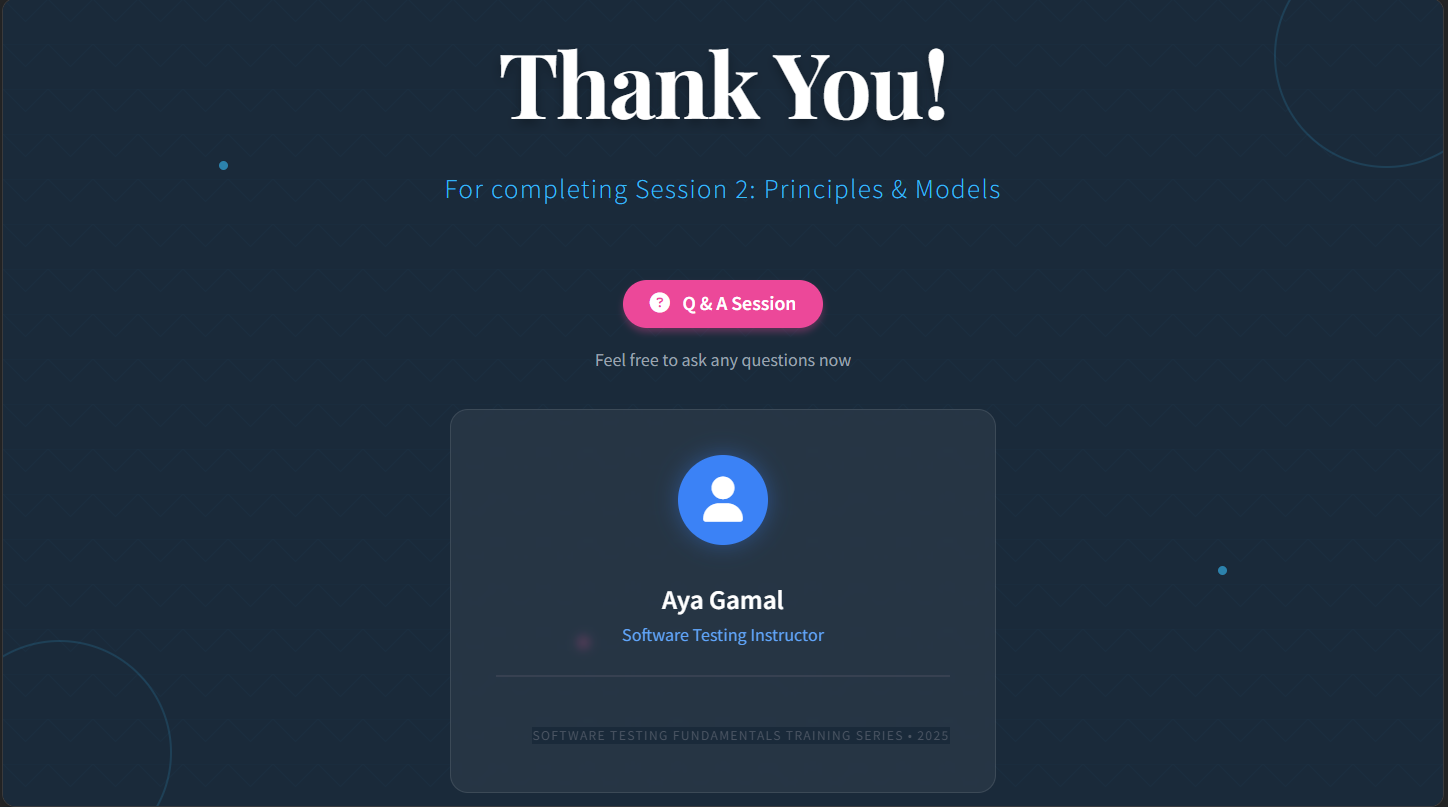 Thank You!
For completing Session 2: Principles & Models
? Q & A Session
Feel free to ask any questions now
Aya Gamal
Software Testing Instructor
SOFTWARE TESTING FUNDAMENTALS TRAINING SERIES • 2025